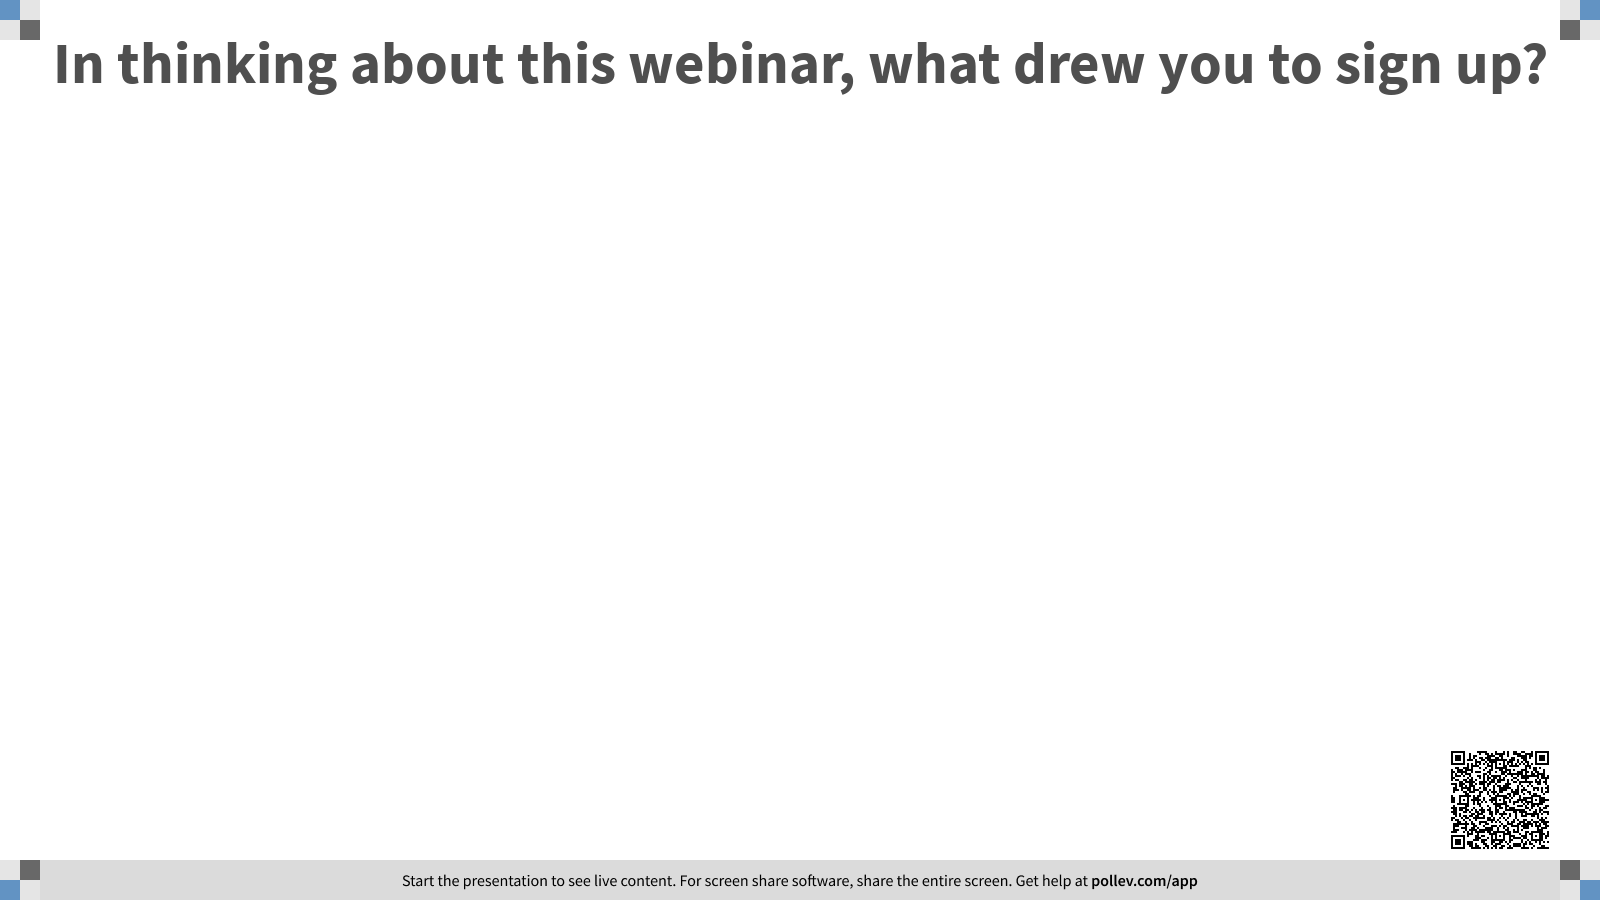 In thinking about this webinar, what drew you to sign up?
Start the presentation to see live content. For screen share software, share the entire screen. Get help at pollev.com/app